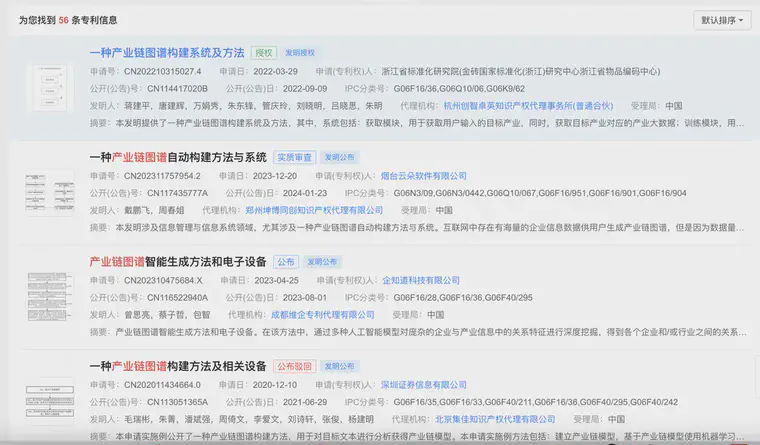 为您找到 56 条专利信息
默认排序
一种产业链图谱构建系统及方法 授权 发明授权
申请号: CN202210315027.4 申请日: 2022-03-29 申请(专利权)人: 浙江省标准化研究院(金砖国家标准化(浙江)研究中心浙江省物品编码中心)
公开(公告)号: CN114417020B 公开(公告)日: 2022-09-09 IPC分类号: G06F16/36,G06Q10/06,G06K9/62
发明人: 蒋建平，唐建辉，万娟秀，朱东锋，管庆玲，刘晓明，吕晓思，朱明 代理机构: 杭州创智卓英知识产权代理事务所(普通合伙) 受理局: 中国
摘要: 本发明提供了一种产业链图谱构建系统及方法，其中，系统包括：获取模块，用于获取用户输入的目标产业，同时，获取目标产业对应的产业大数据；训练模块，用...
一种产业链图谱自动构建方法与系统 实质审查 发明公布
申请号: CN202311757954.2 申请日: 2023-12-20 申请(专利权)人: 烟台云朵软件有限公司
公开(公告)号: CN117435777A 公开(公告)日: 2024-01-23 IPC分类号: G06N3/09,G06N3/0442,G06Q10/067,G06F16/951,G06F16/901,G06F16/904
发明人: 戴鹏飞，周春姐 代理机构: 郑州坤博同创知识产权代理有限公司 受理局: 中国
摘要: 本发明涉及信息管理与信息系统领域，尤其涉及一种产业链图谱自动构建方法与系统。互联网中存在有海量的企业信息数据供用户生成产业链图谱，但是因为数据量...
产业链图谱智能生成方法和电子设备 公布 发明公布
申请号: CN202310475684.X 申请日: 2023-04-25 申请(专利权)人: 企知道科技有限公司
公开(公告)号: CN116522940A 公开(公告)日: 2023-08-01 IPC分类号: G06F16/28,G06F16/36,G06F40/295
发明人: 曾思亮，蔡子哲，包智 代理机构: 成都维企专利代理有限公司 受理局: 中国
摘要: 产业链图谱智能生成方法和电子设备。在该方法中，通过多种人工智能模型对庞杂的企业与产业信息中的关系特征进行深度挖掘，得到各个企业和/或行业之间的关系...
一种产业链图谱构建方法及相关设备 公布驳回 发明公布
申请号: CN202011434664.0 申请日: 2020-12-10 申请(专利权)人: 深圳证券信息有限公司
公开(公告)号: CN113051365A 公开(公告)日: 2021-06-29 IPC分类号: G06F16/35,G06F16/33,G06F40/211,G06F16/36,G06F40/295,G06F40/242
发明人: 毛瑞彬，朱菁，潘斌强，周倚文，李爱文，刘诗轩，张俊，杨建明 代理机构: 北京集佳知识产权代理有限公司 受理局: 中国
摘要: 本申请实施例公开了一种产业链图谱构建方法，用于对目标文本进行分析获得产业链模型。本申请实施例方法包括：建立产业链模型，基于产业链模型使用机器学习...